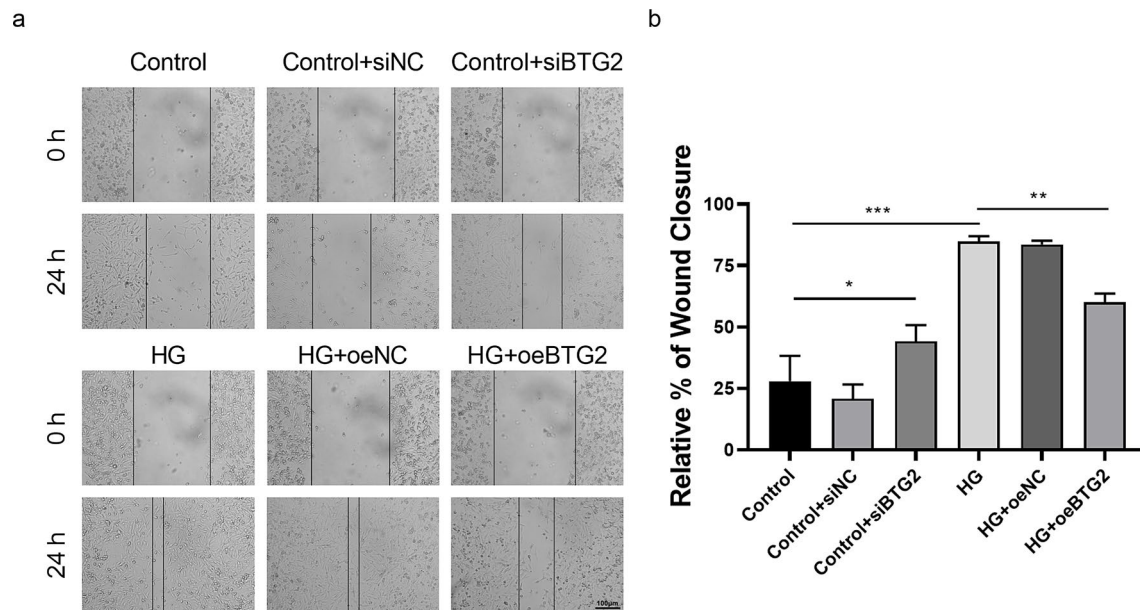 a
Control Control+siNC Control+siBTG2
0 h
24 h
HG HG+oeNC HG+oeBTG2
0 h
24 h
100μm
b
Relative % of Wound Closure
100
75
50
25
0
***
**
*
Control
Control+siNC
Control+siBTG2
HG
HG+oeNC
HG+oeBTG2